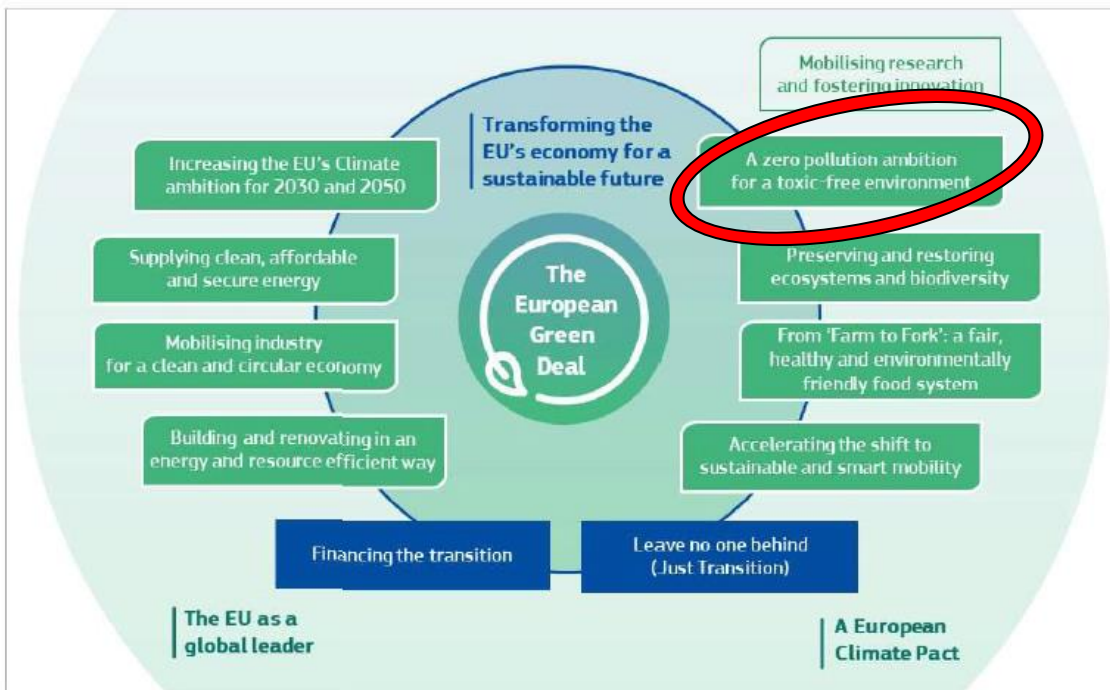 Mobilising research
and fostering innovation
Transforming the
EU's economy for a
sustainable future
Increasing the EU's Climate
ambition for 2030 and 2050
A zero pollution ambition
for a toxic-free environment
Supplying clean, affordable
and secure energy
Preserving and restoring
ecosystems and biodiversity
The
European
Green
Deal
Mobilising industry
for a clean and circular economy
From 'Farm to Fork': a fair,
healthy and environmentally
friendly food system
Building and renovating in an
energy and resource efficient way
Accelerating the shift to
sustainable and smart mobility
Financing the transition
Leave no one behind
(Just Transition)
The EU as a
global leader
A European
Climate Pact